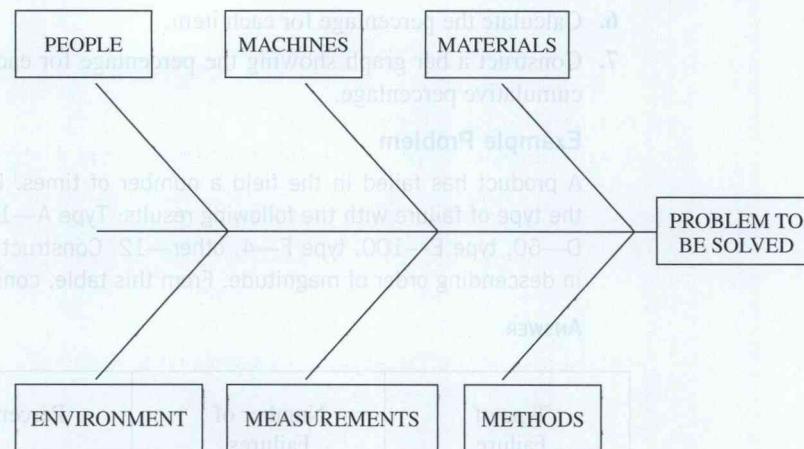 6. Calculate the percentage for each item.
PEOPLE MACHINES MATERIALS
7. Construct a bar graph showing the percentage for
cumulative percentage.
Example Problem
A product has failed in the field a number of times.
the type of failure with the following results: Type A—
PROBLEM TO
BE SOLVED
D—60, type E—100, type F—4, other—12. Construct
in descending order of magnitude. From this table,
ANSWER
ENVIRONMENT MEASUREMENTS METHODS
Failure Failures